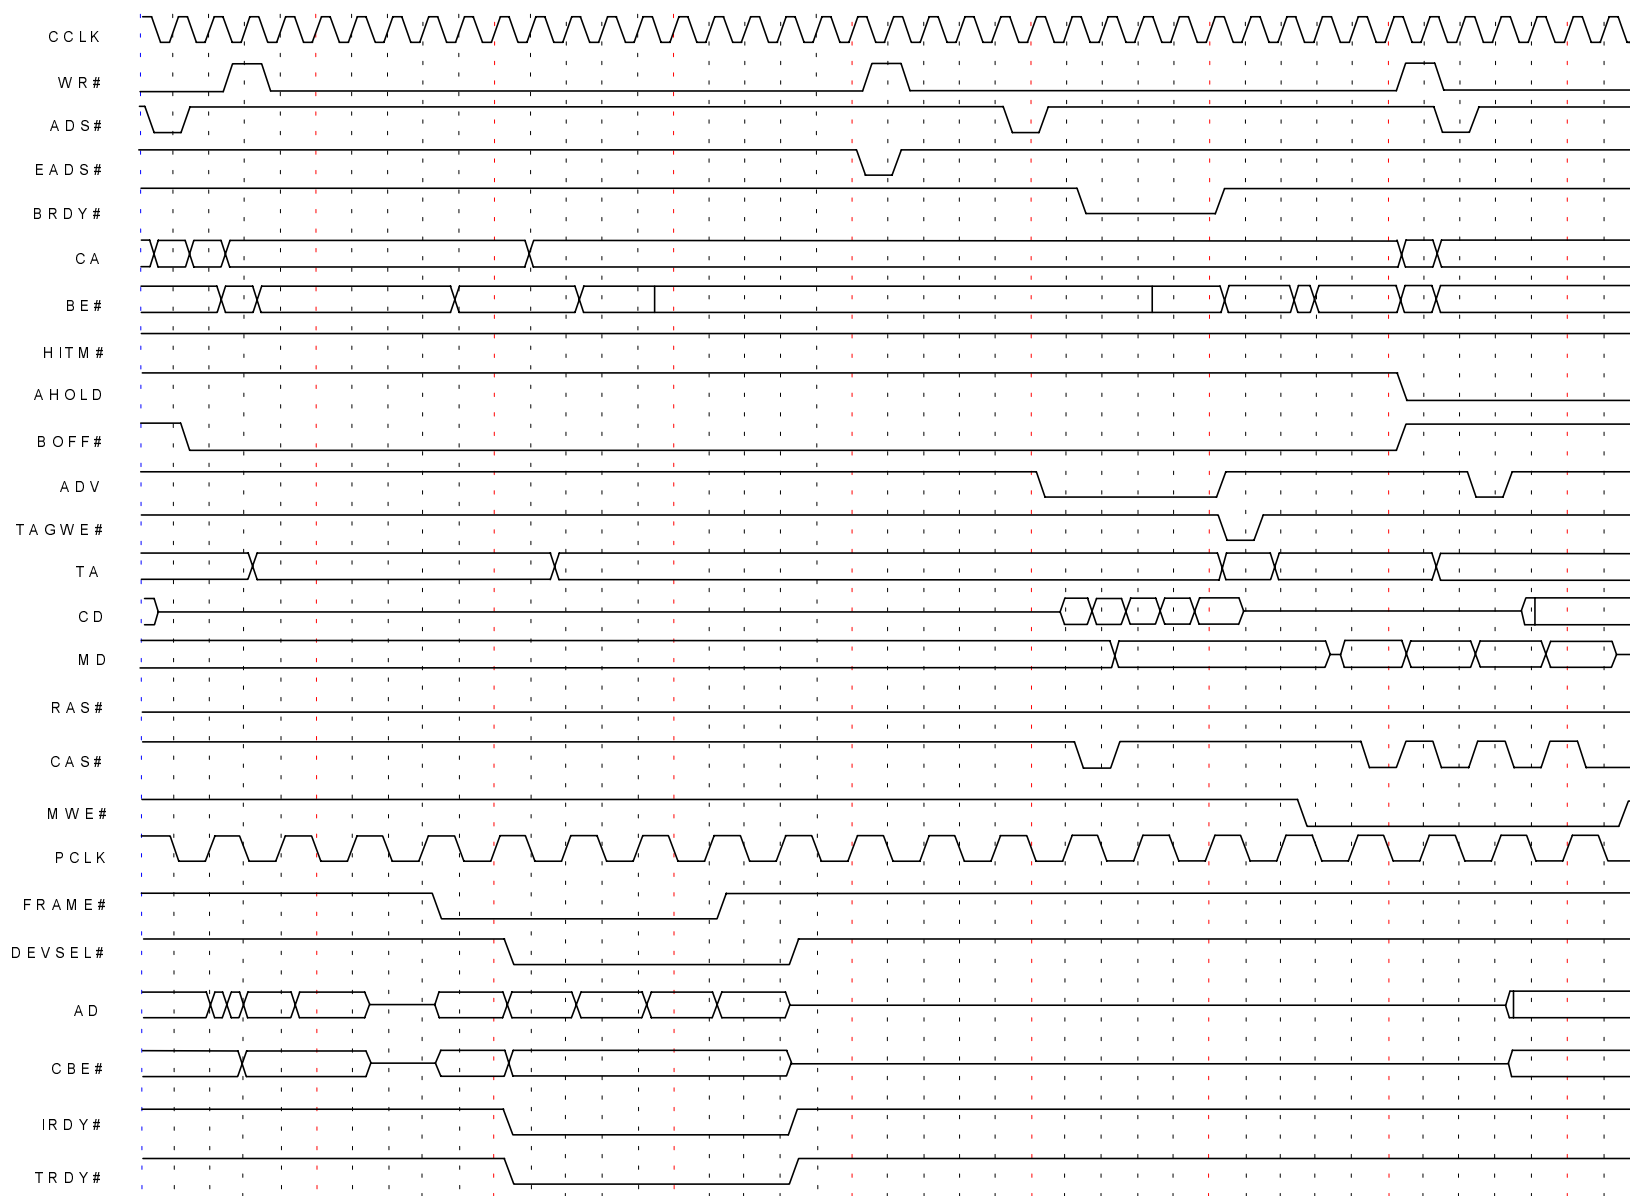 CCLK
WR#
ADS#
EADS#
BRDY#
CA
BE#
HITM#
AHOLD
BOFF#
ADV
TAGWE#
TA
CD
MD
RAS#
CAS#
MWE#
PCLK
FRAME#
DEVSEL#
AD
CBE#
IRDY#
TRDY#